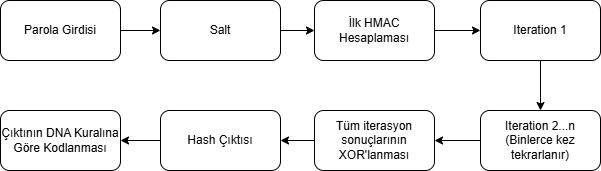 Parola Girdisi
Salt
İlk HMAC
Hesaplaması
Iteration 1
Iteration 2...n
(Binlerce kez
tekrarlanır)
Tüm iterasyon
sonuçlarının
XOR'lanması
Hash Çıktısı
Çıktının DNA Kuralına
Göre Kodlanması